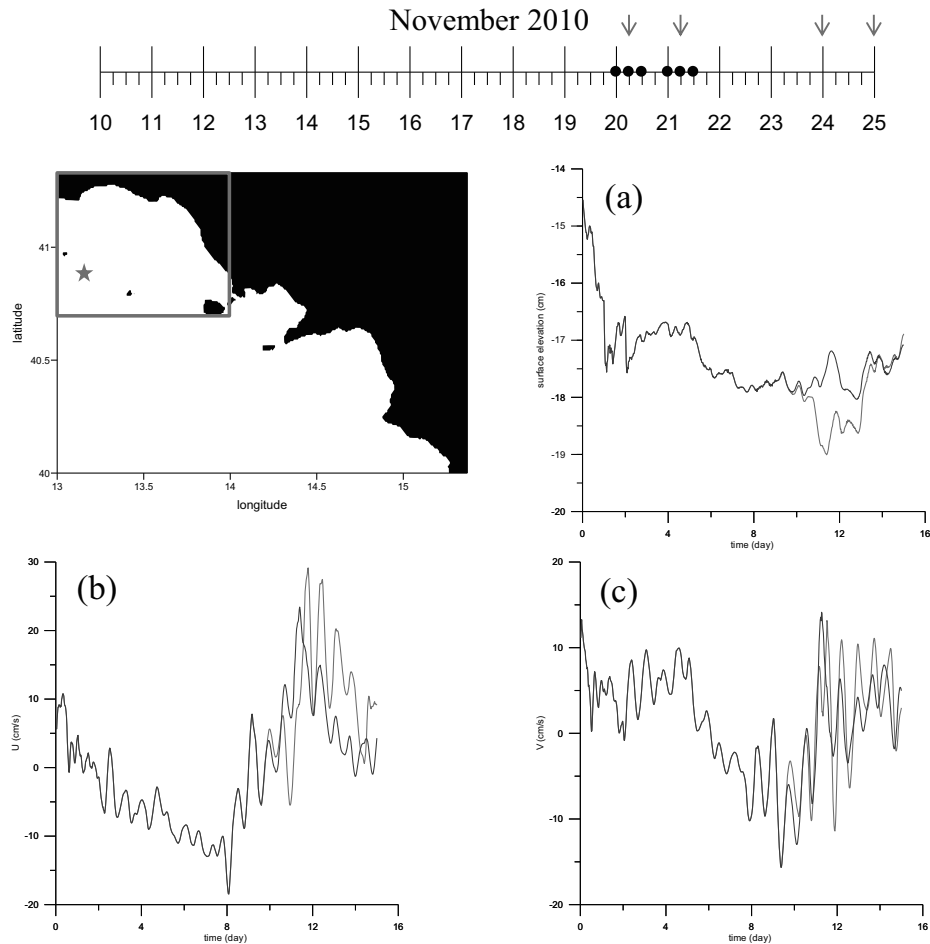 November 2010
10 11 12 13 14 15 16 17 18 19 20 21 22 23 24 25
41
40.5
40
latitude
13 13.5 14 14.5 15
longitude
(a)
-14
-15
-16
-17
-18
-19
-20
surface elevation (cm)
0 4 8 12 16
time (day)
(b)
30
20
10
0
-10
-20
U (cm/s)
0 4 8 12 16
time (day)
(c)
20
10
0
-10
-20
V (cm/s)
0 4 8 12 16
time (day)